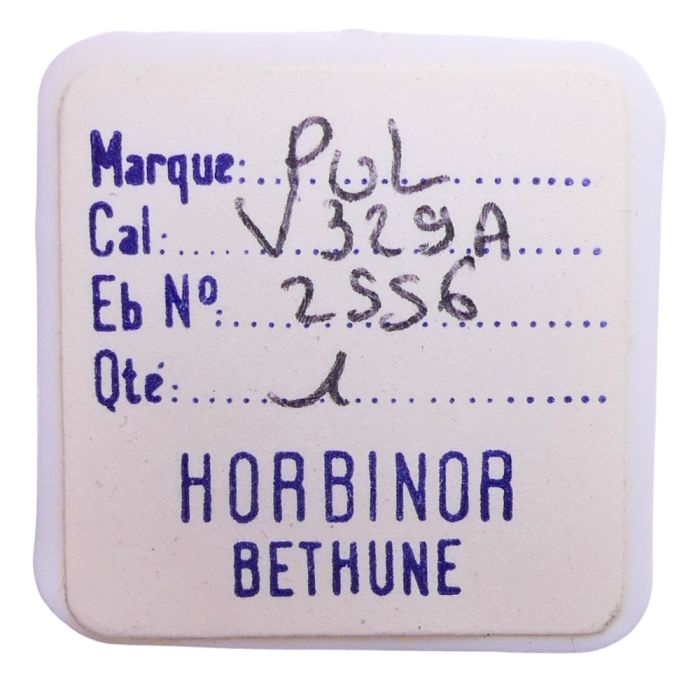 Marque: PUL
Cal: V329A
Eb Nº: 2556
Qté: 1
HORBINOR
BETHUNE